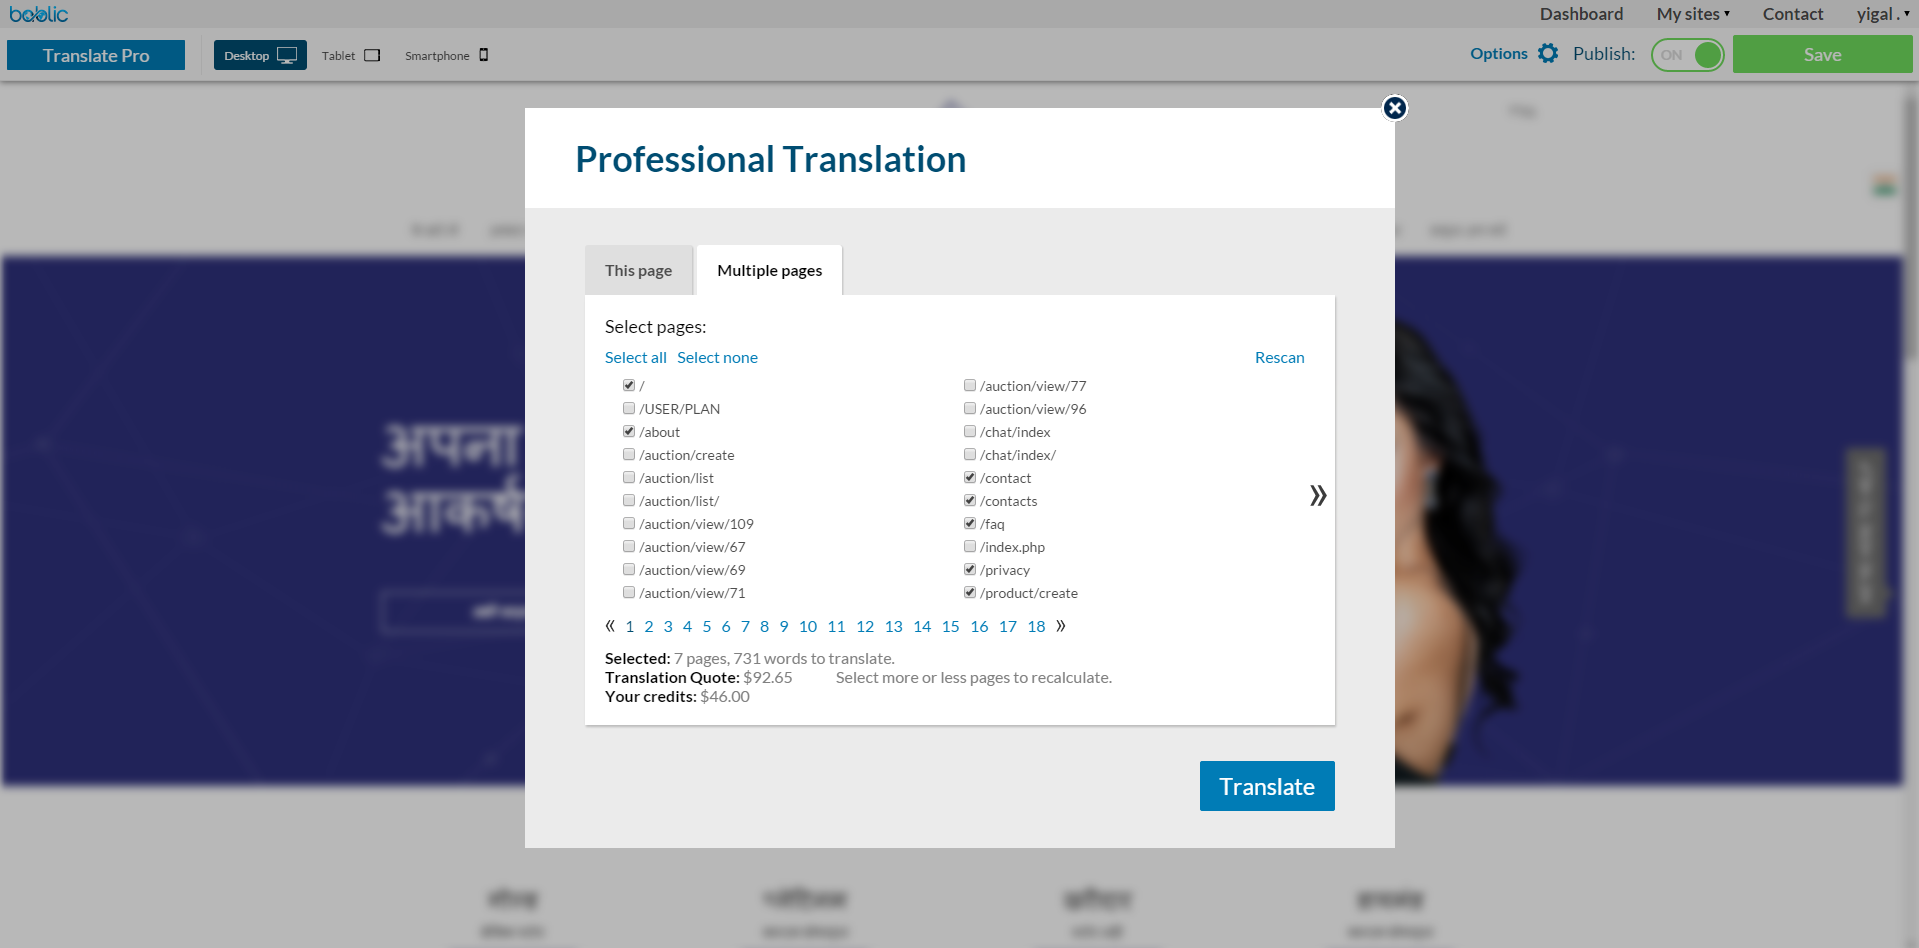 bablic
Dashboard
My sites
Contact
yigal .
Translate Pro
Desktop
Tablet
Smartphone
Options
Publish:
ON
Save
Professional Translation
This page
Multiple pages
Select pages:
Select all Select none
Rescan
/
/USER/PLAN
/about
/auction/create
/auction/list
/auction/list/
/auction/view/109
/auction/view/67
/auction/view/69
/auction/view/71
/auction/view/77
/auction/view/96
/chat/index
/chat/index/
/contact
/contacts
/faq
/index.php
/privacy
/product/create
« 1 2 3 4 5 6 7 8 9 10 11 12 13 14 15 16 17 18 »
»
Selected: 7 pages, 731 words to translate.
Translation Quote: $92.65 Select more or less pages to recalculate.
Your credits: $46.00
Translate
अपना